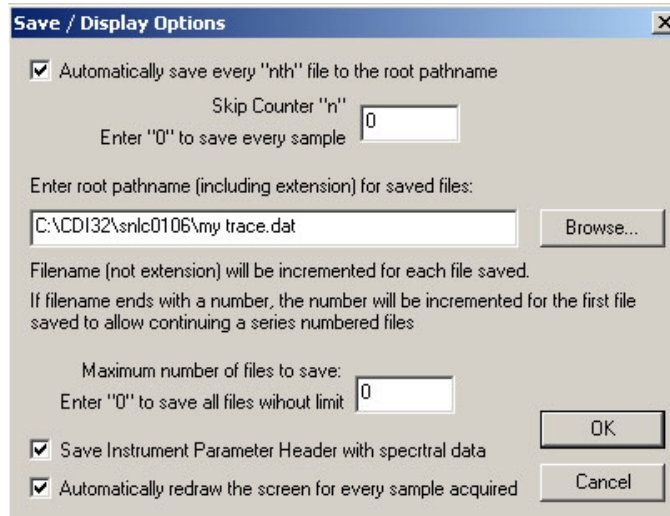 Save / Display Options
Automatically save every "nth" file to the root pathname
Skip Counter "n"
Enter "0" to save every sample
0
Enter root pathname (including extension) for saved files:
C:\CDI32\snlc0106\my trace.dat
Browse...
Filename (not extension) will be incremented for each file saved.
If filename ends with a number, the number will be incremented for the first file
saved to allow continuing a series numbered files
Maximum number of files to save:
Enter "0" to save all files wihout limit
0
OK
Save Instrument Parameter Header with specrtral data
Automatically redraw the screen for every sample acquired
Cancel